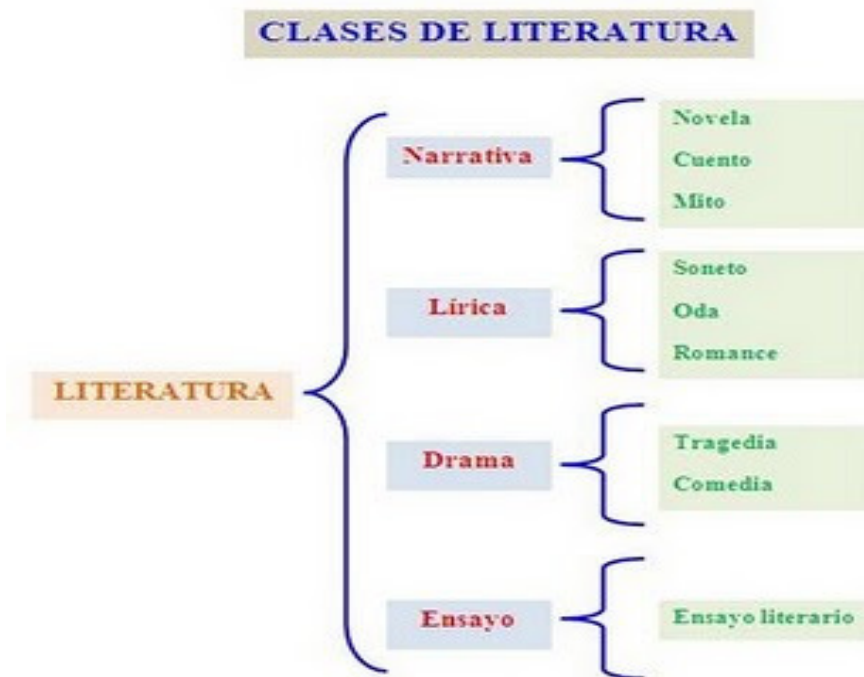 CLASES DE LITERATURA
LITERATURA
Narrativa
Novela
Cuento
Mito
Lírica
Soneto
Oda
Romance
Drama
Tragedia
Comedia
Ensayo
Ensayo literario